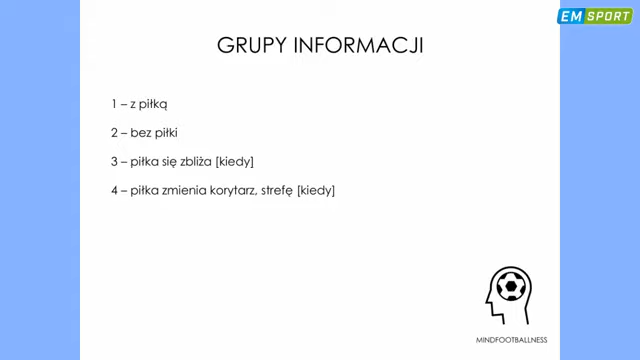 EM SPORT
GRUPY INFORMACJI
1 – z piłką
2 – bez piłki
3 – piłka się zbliża [kiedy]
4 – piłka zmienia korytarz, strefę [kiedy]
MINDFOOTBALLNESS